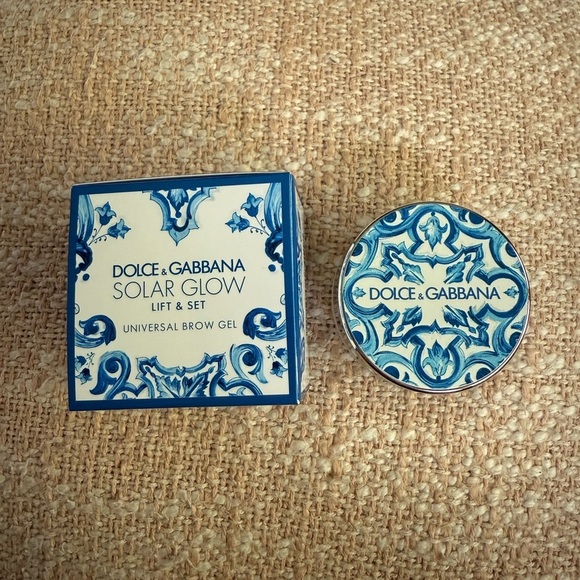 DOLCE & GABBANA
SOLAR GLOW
LIFT & SET
UNIVERSAL BROW GEL
DOLCE & GABBANA